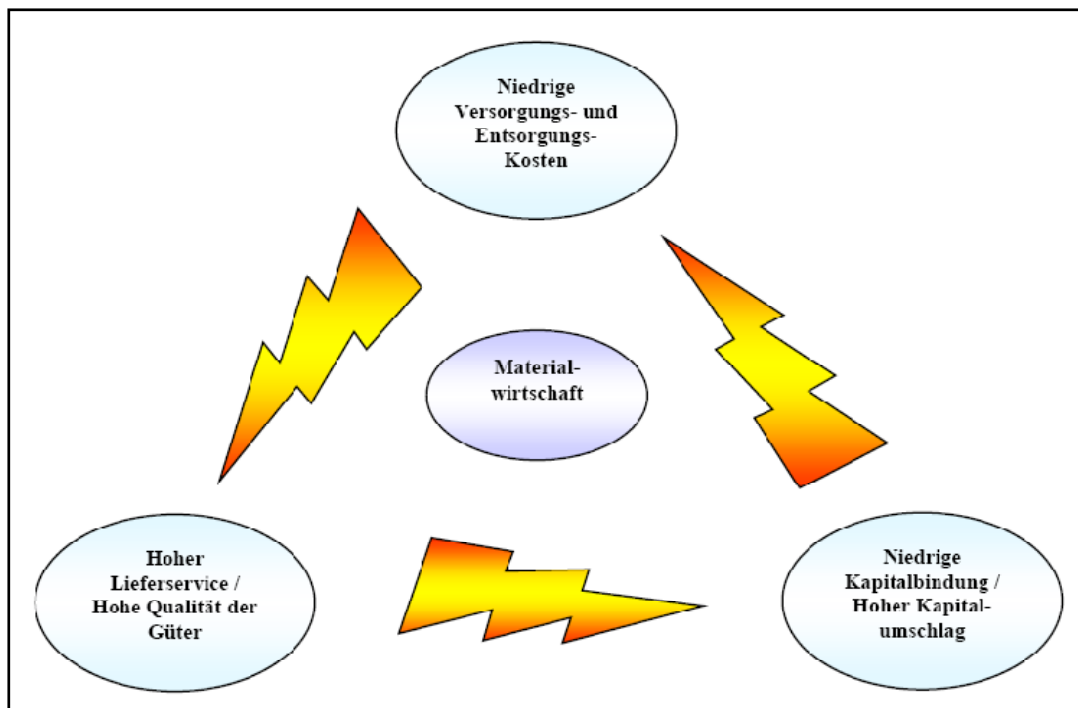 Niedrige
Versorgungs- und
Entsorgungs-
Kosten
Material-
wirtschaft
Hoher
Lieferservice /
Hohe Qualität der
Güter
Niedrige
Kapitalbindung /
Hoher Kapital-
umschlag